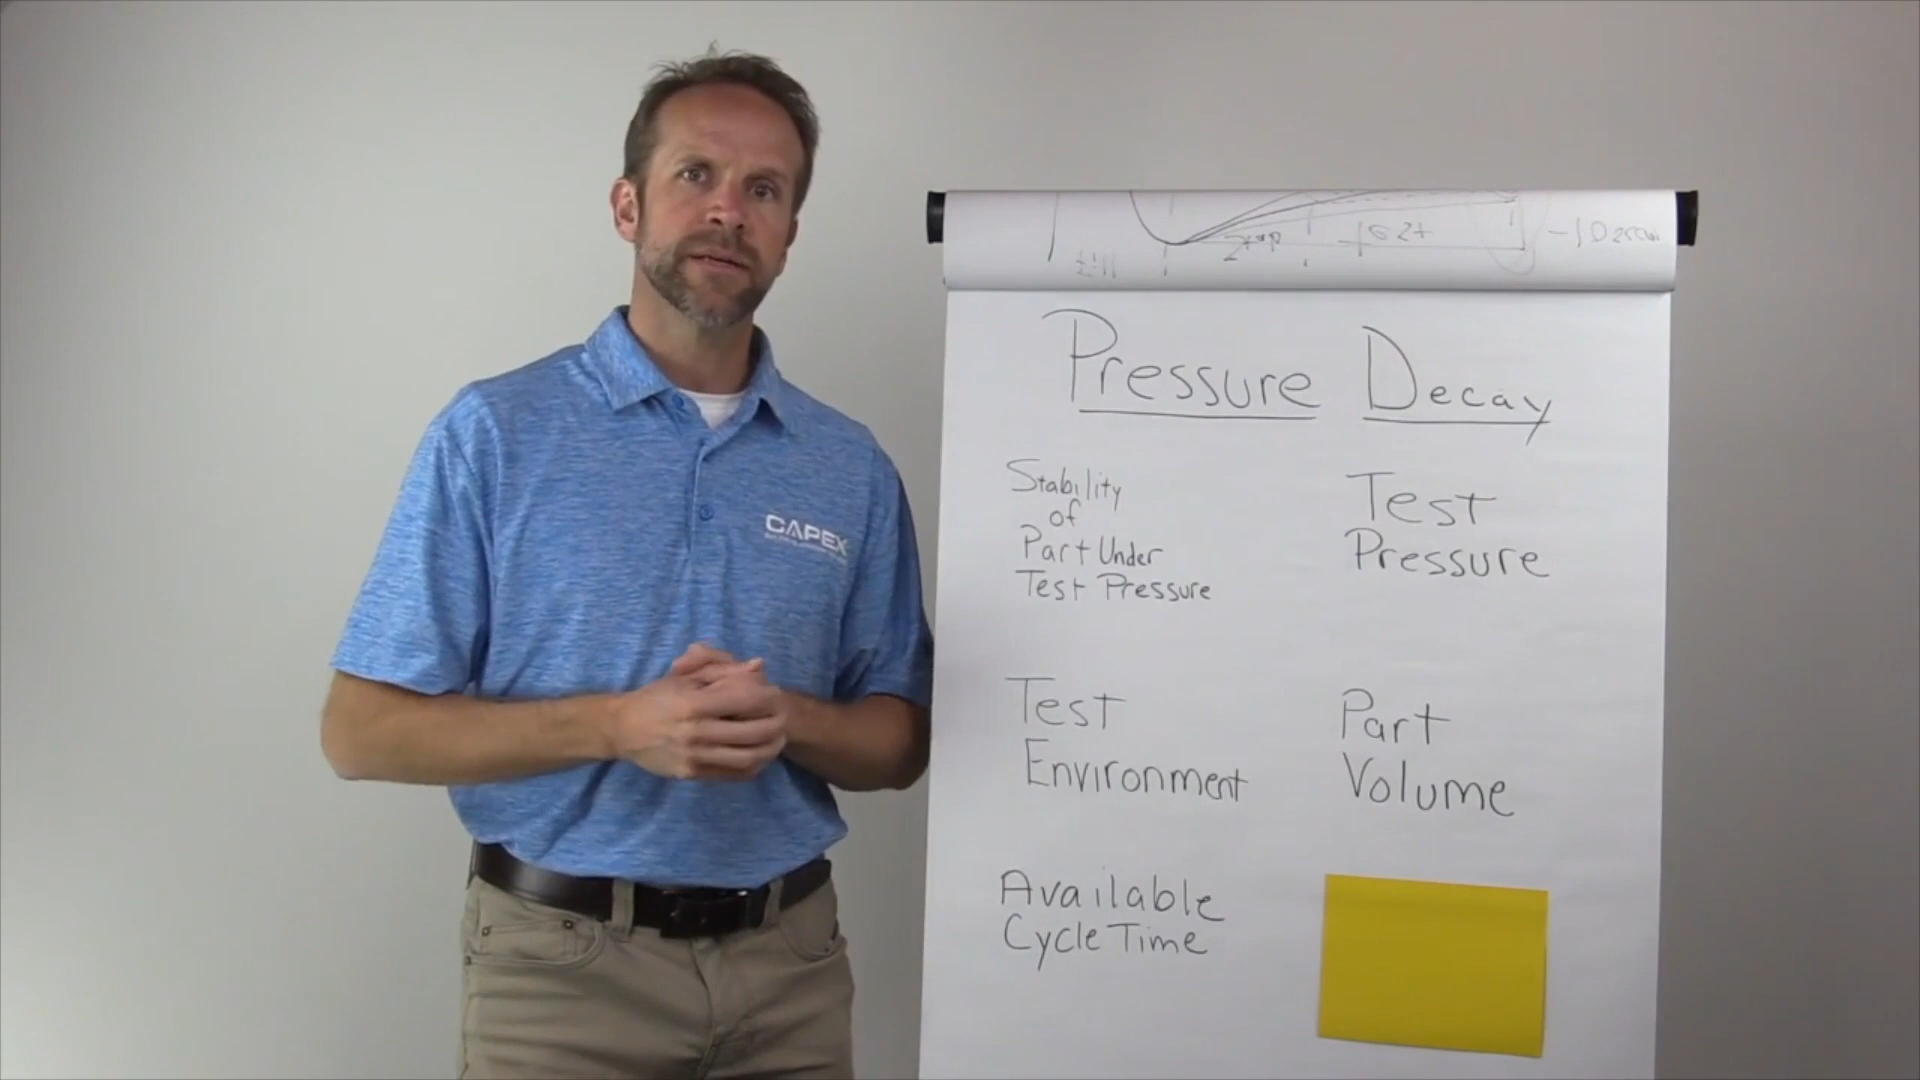 CAPEX
Pressure Decay
Stability
of
Part Under
Test Pressure
Test
Pressure
Test
Environment
Part
Volume
Available
Cycle Time